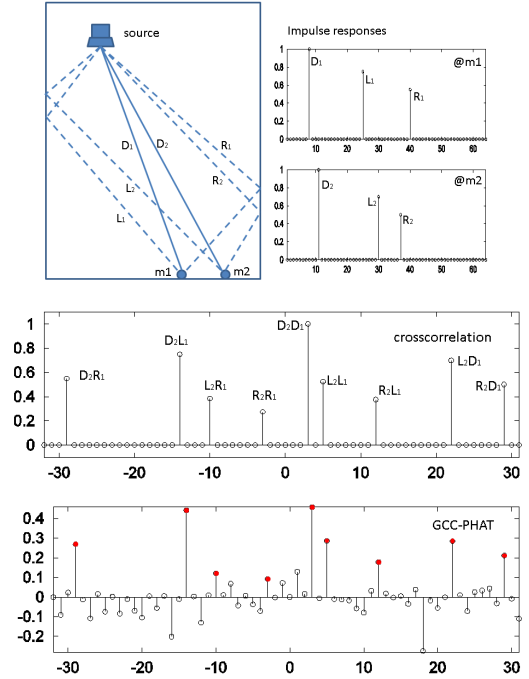 source
D1
D2
R1
R2
L2
L1
m1
m2
Impulse responses
@m1
D1
L1
R1
1
0.8
0.6
0.4
0.2
0
10 20 30 40 50 60
@m2
D2
L2
R2
1
0.8
0.6
0.4
0.2
0
10 20 30 40 50 60
crosscorrelation
D2R1
D2L1
L2R1
R2R1
D2D1
L2L1
R2L1
L2D1
R2D1
1
0.8
0.6
0.4
0.2
0
-30 -20 -10 0 10 20 30
GCC-PHAT
0.4
0.3
0.2
0.1
0
-0.1
-0.2
-30 -20 -10 0 10 20 30